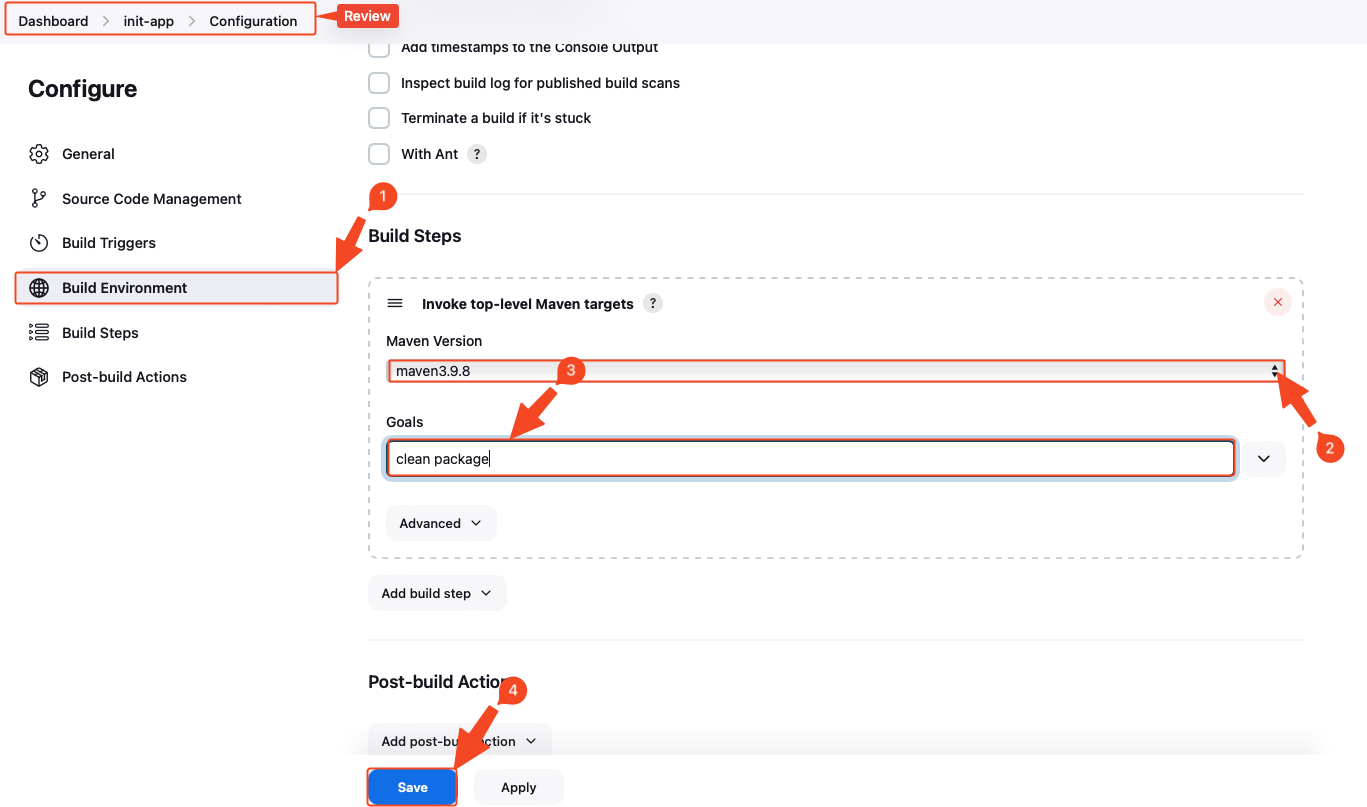 Dashboard > init-app > Configuration
Review
Configure
General
Source Code Management
Build Triggers
Build Environment
Build Steps
Post-build Actions
Add timestamps to the Console Output
Inspect build log for published build scans
Terminate a build if it's stuck
With Ant ?
1
Build Steps
Invoke top-level Maven targets ?
Maven Version
maven3.9.8
3
2
Goals
clean package
Advanced
Add build step
Post-build Actio
4
Add post-bu ction
Save
Apply